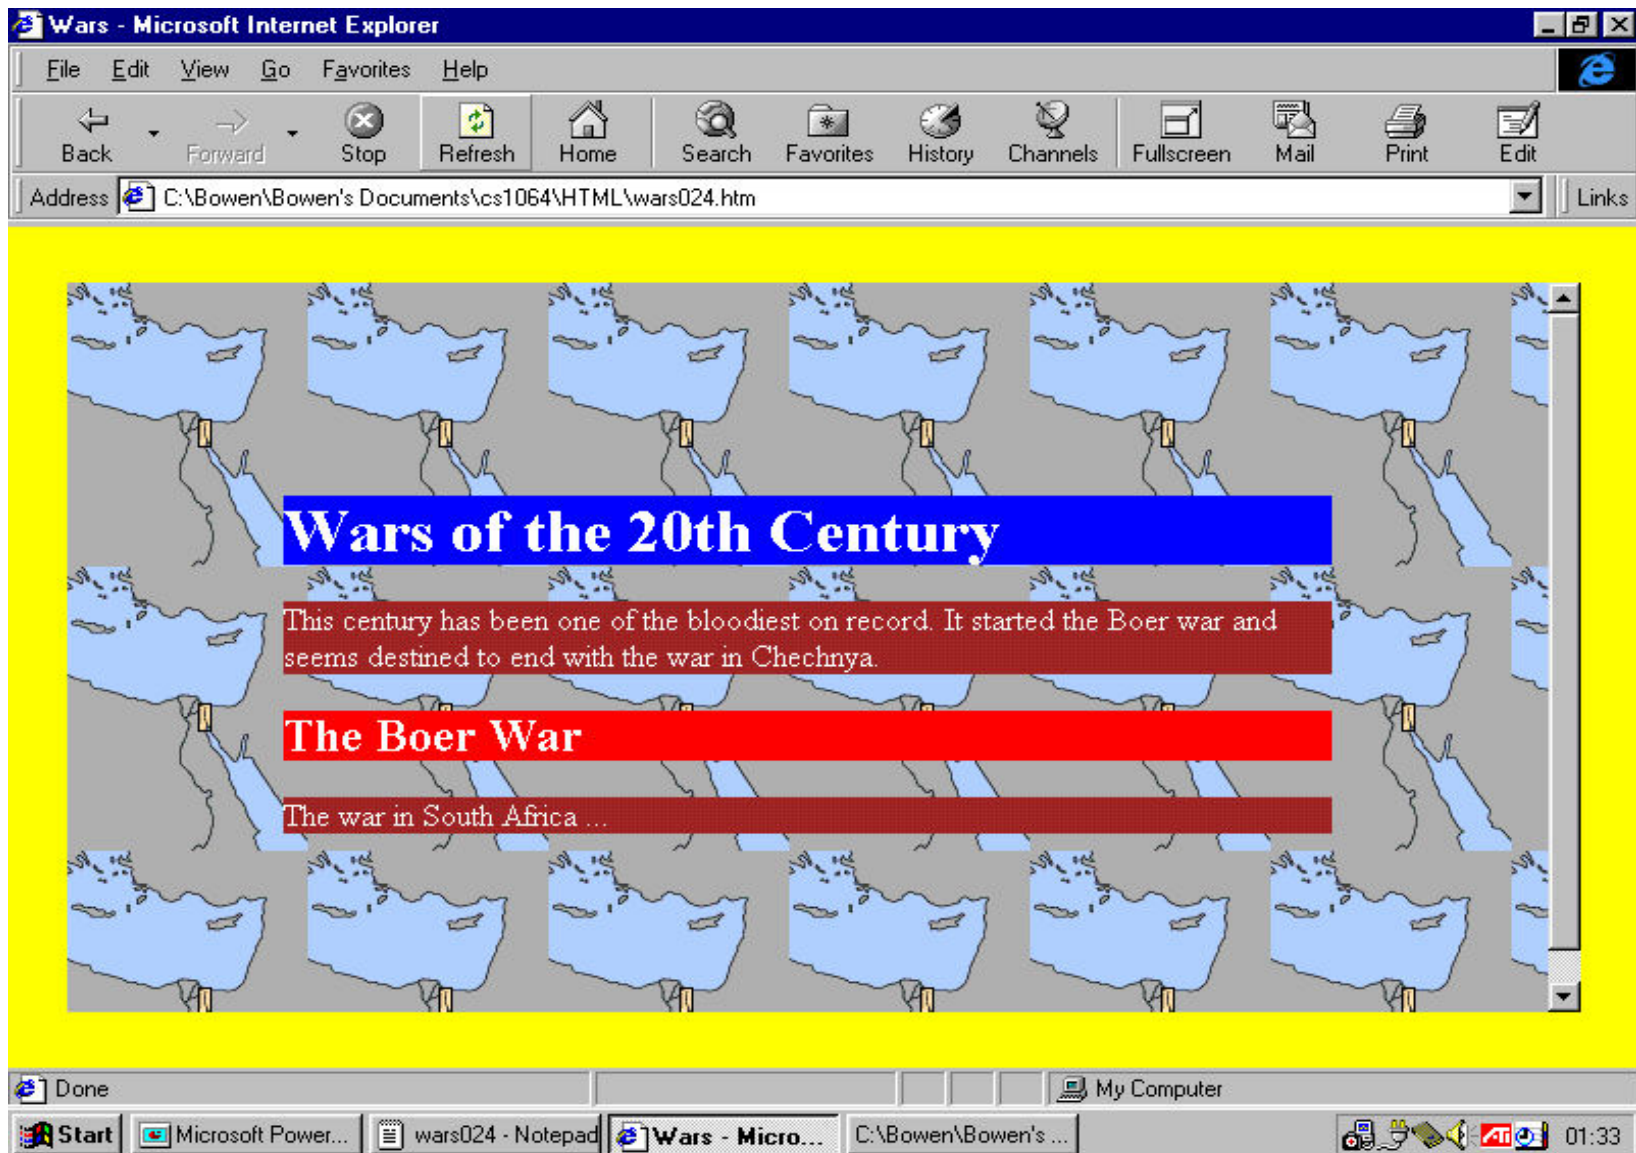 Wars - Microsoft Internet Explorer
File Edit View Go Favorites Help
Back Forward Stop Refresh Home Search Favorites History Channels Fullscreen Mail Print Edit
Address C:\Bowen\Bowen's Documents\cs1064\HTML\wars024.htm Links
Wars of the 20th Century
This century has been one of the bloodiest on record. It started the Boer war and
seems destined to end with the war in Chechnya.
The Boer War
The war in South Africa ...
Done My Computer
Start Microsoft Power... wars024 - Notepad Wars - Micro... C:\Bowen\Bowen's ... ATI 01:33